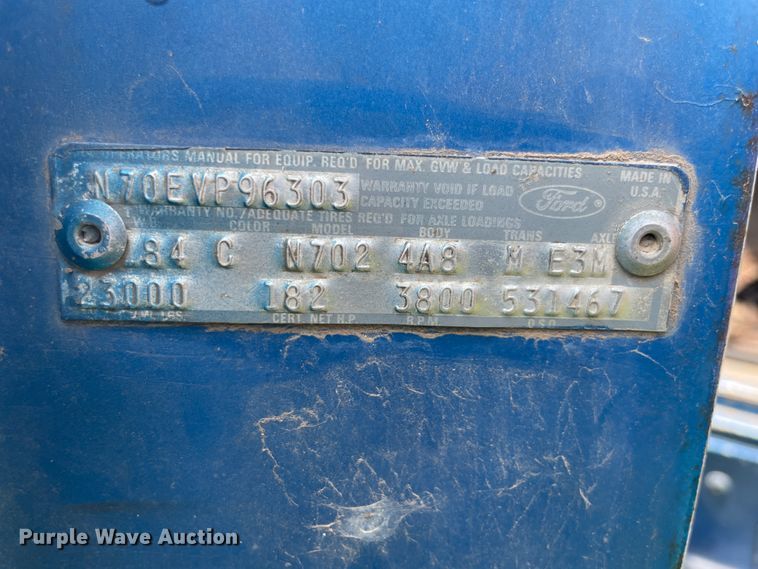 MANUAL FOR EQUIP. REQ'D FOR MAX. GVW & LOAD CAPACITIES
N70EVP96303 WARRANTY VOID IF LOAD CAPACITY EXCEEDED Ford MADE IN U.S.A.
WARRANTY NO./ADEQUATE TIRES REQ'D FOR AXLE LOADINGS
COLOR MODEL BODY TRANS AXLE
184 C N702 4A8 M E3M
23000 182 3800 531467
LBS. CERT. NET H.P. R.P.M. D.S.O.
Purple Wave Auction.